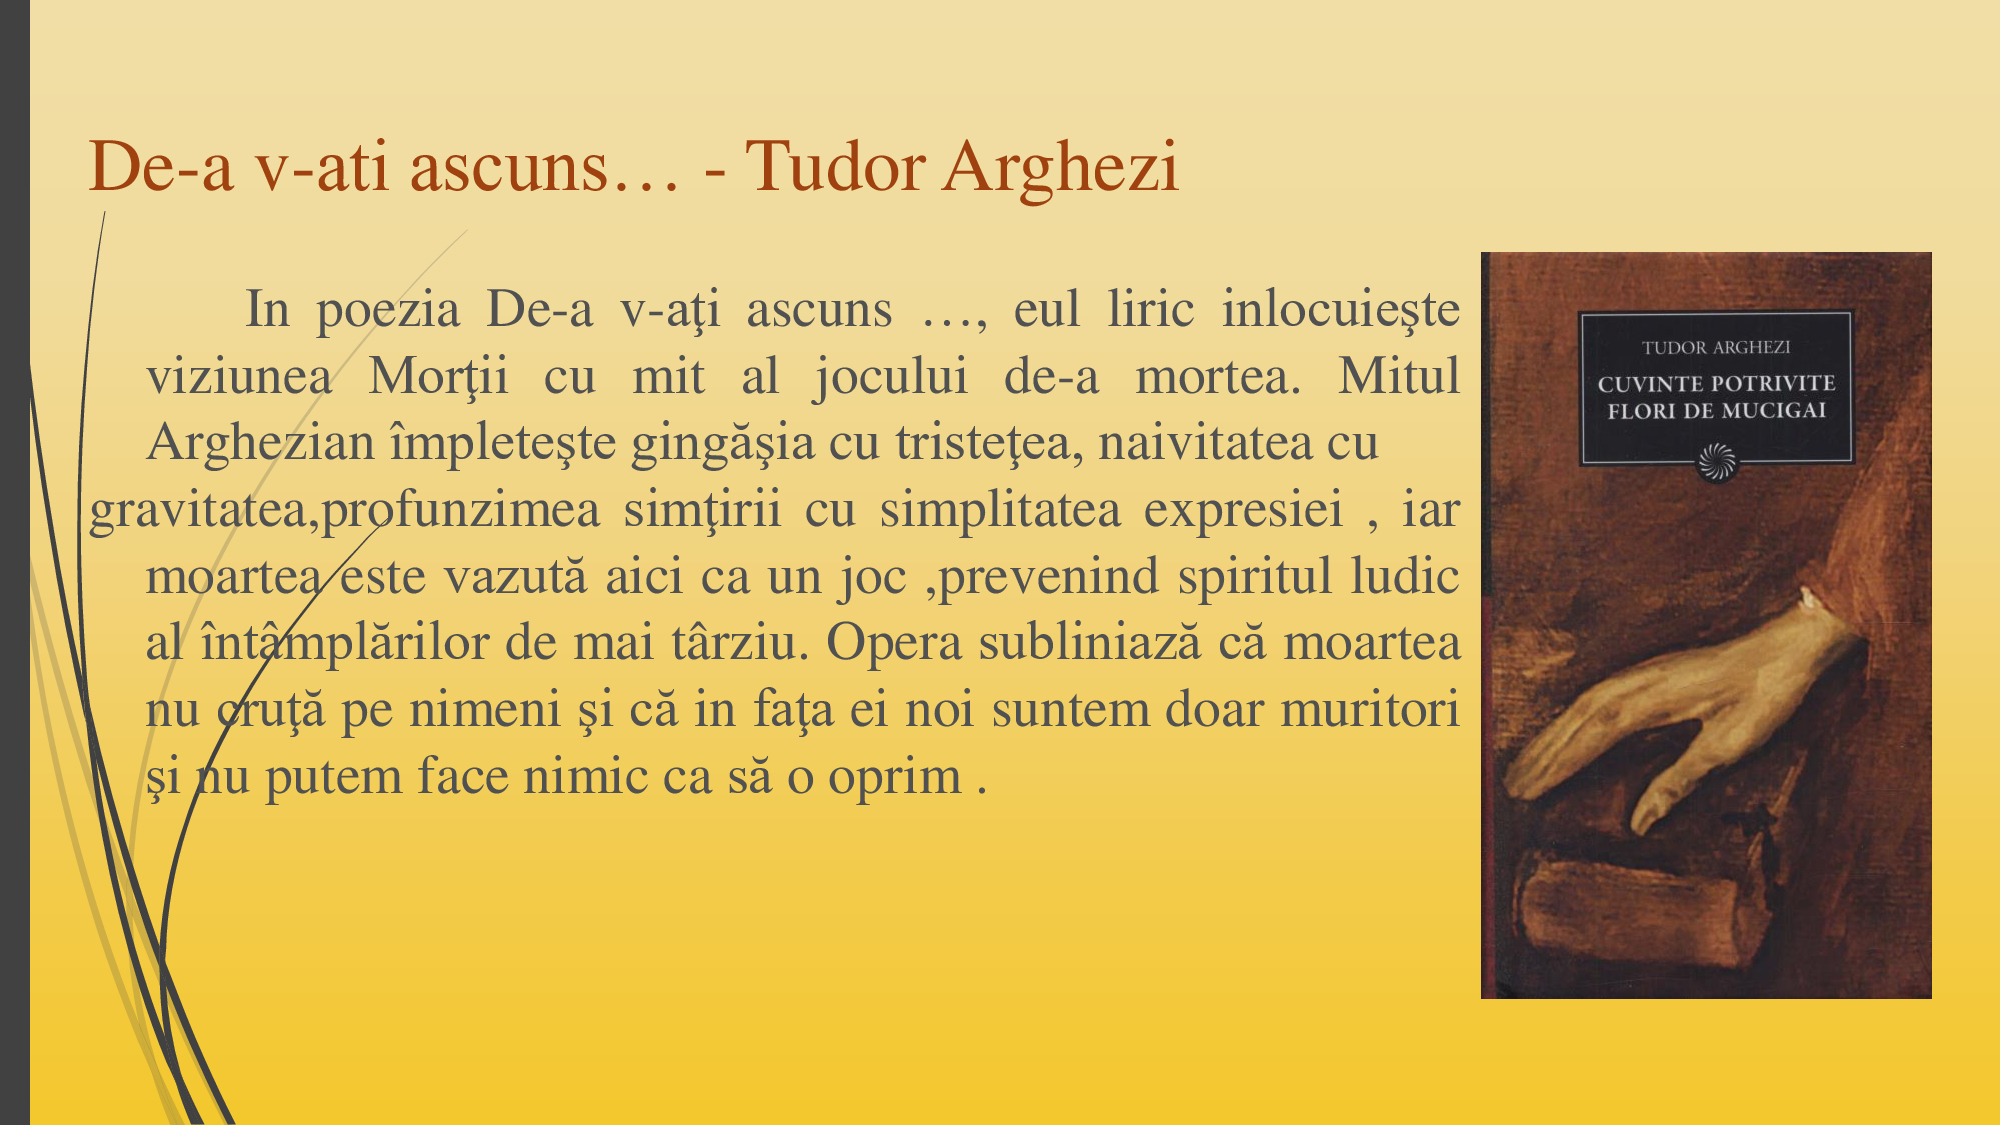 De-a v-ati ascuns… - Tudor Arghezi
In poezia De-a v-aţi ascuns …, eul liric inlocuieşte
viziunea Morţii cu mit al jocului de-a mortea. Mitul
Arghezian împleteşte gingăşia cu tristeţea, naivitatea cu
gravitatea,profunzimea simţirii cu simplitatea expresiei , iar
moartea este vazută aici ca un joc ,prevenind spiritul ludic
al întâmplărilor de mai târziu. Opera subliniază că moartea
nu cruţă pe nimeni şi că in faţa ei noi suntem doar muritori
şi nu putem face nimic ca să o oprim .
TUDOR ARGHEZI
CUVINTE POTRIVITE
FLORI DE MUCIGAI